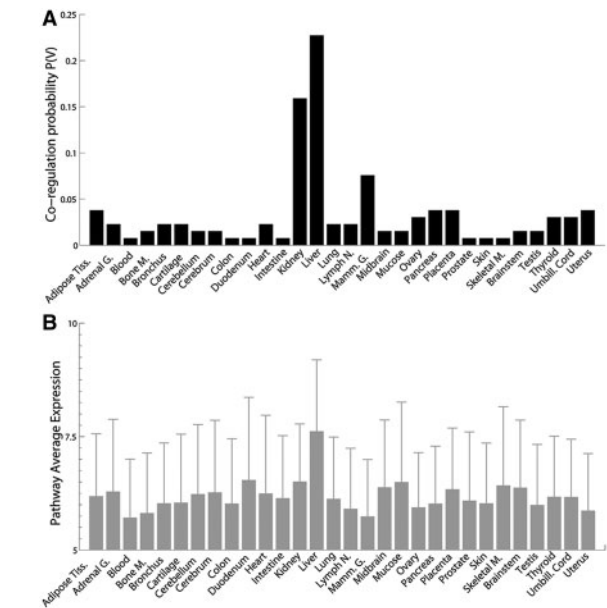 A
Co-regulation probability P(V)
0.25
0.2
0.15
0.1
0.05
0
Adipose Tiss.
Adrenal G.
Blood
Bone M.
Bronchus
Cartilage
Cerebellum
Cerebrum
Colon
Duodenum
Heart
Intestine
Kidney
Liver
Lung
Lymph N.
Mamm. G.
Midbrain
Mucose
Ovary
Pancreas
Placenta
Prostate
Skin
Skeletal M.
Brainstem
Testis
Thyroid
Umbill. Cord
Uterus
B
Pathway Average Expression
10
7.5
5
Adipose Tiss.
Adrenal G.
Blood
Bone M.
Bronchus
Cartilage
Cerebellum
Cerebrum
Colon
Duodenum
Heart
Intestine
Kidney
Liver
Lung
Lymph N.
Mamm. G.
Midbrain
Mucose
Ovary
Pancreas
Placenta
Prostate
Skin
Skeletal M.
Brainstem
Testis
Thyroid
Umbill. Cord
Uterus